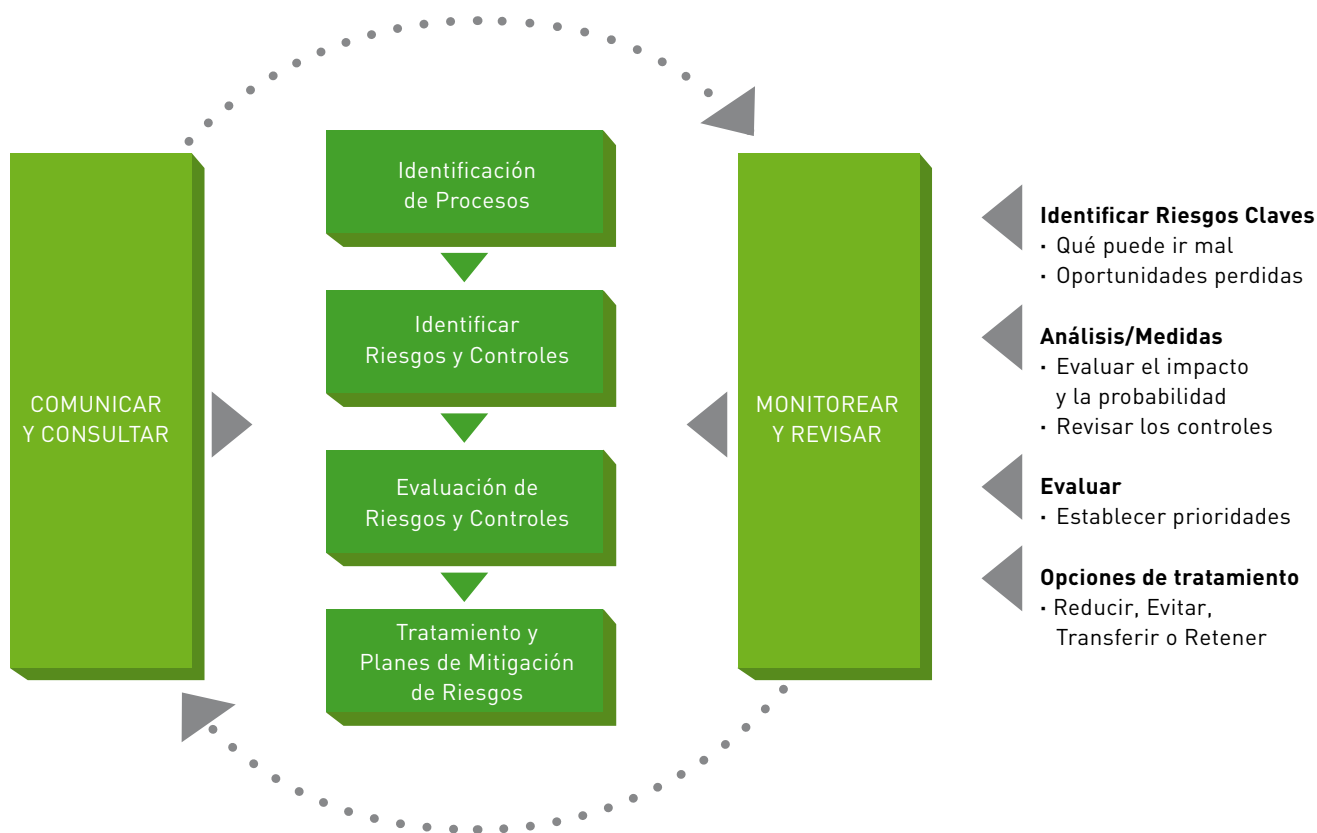 COMUNICAR
Y CONSULTAR
Identificación
de Procesos
Identificar
Riesgos y Controles
Evaluación de
Riesgos y Controles
Tratamiento y
Planes de Mitigación
de Riesgos
MONITOREAR
Y REVISAR
Identificar Riesgos Claves
· Qué puede ir mal
· Oportunidades perdidas
Análisis/Medidas
· Evaluar el impacto
y la probabilidad
· Revisar los controles
Evaluar
· Establecer prioridades
Opciones de tratamiento
· Reducir, Evitar,
Transferir o Retener